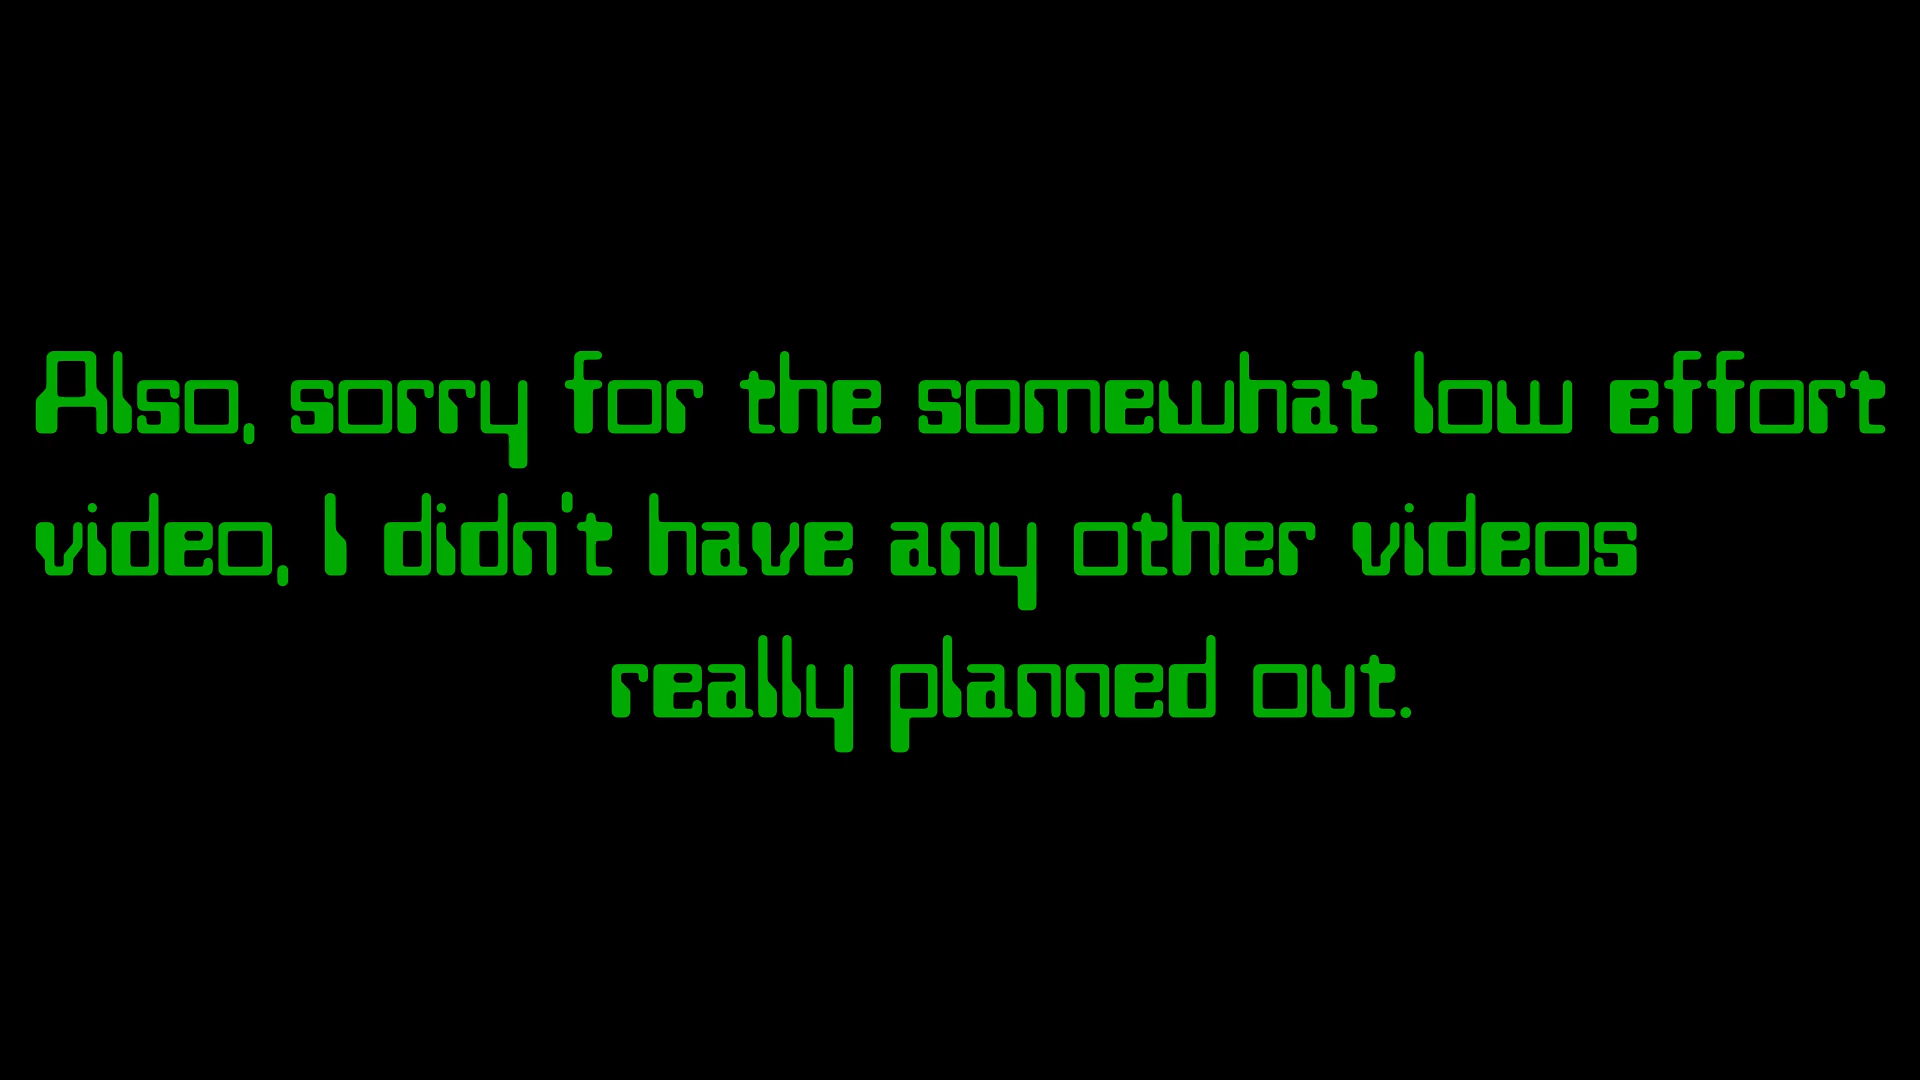 Also, sorry for the somewhat low effort
video, I didn't have any other videos
really planned out.